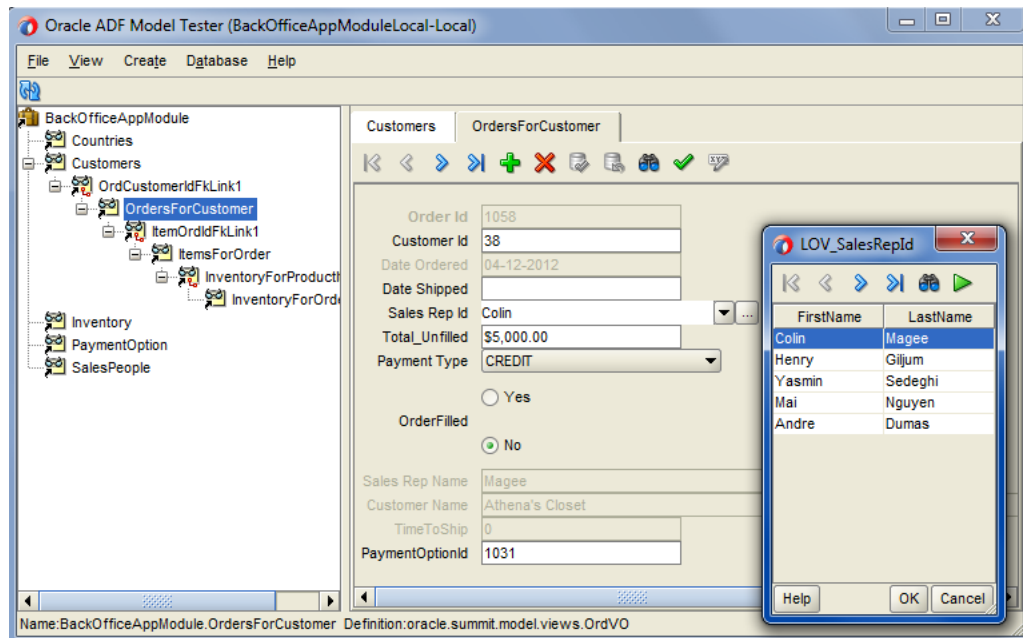 Oracle ADF Model Tester (BackOfficeAppModuleLocal-Local)
File View Create Database Help
BackOfficeAppModule
Countries
Customers
OrdCustomerIdFkLink1
OrdersForCustomer
ItemOrdIdFkLink1
ItemsForOrder
InventoryForProductI
InventoryForOrde
Inventory
PaymentOption
SalesPeople
Customers OrdersForCustomer
Order Id 1058
Customer Id 38
Date Ordered 04-12-2012
Date Shipped
Sales Rep Id Colin ...
Total_Unfilled $5,000.00
Payment Type CREDIT
OrderFilled
Yes
No
Sales Rep Name Magee
Customer Name Athena's Closet
TimeToShip 0
PaymentOptionId 1031
LOV_SalesRepId
FirstName LastName
Colin Magee
Henry Giljum
Yasmin Sedeghi
Mai Nguyen
Andre Dumas
Help OK Cancel
Name:BackOfficeAppModule.OrdersForCustomer Definition:oracle.summit.model.views.OrdVO